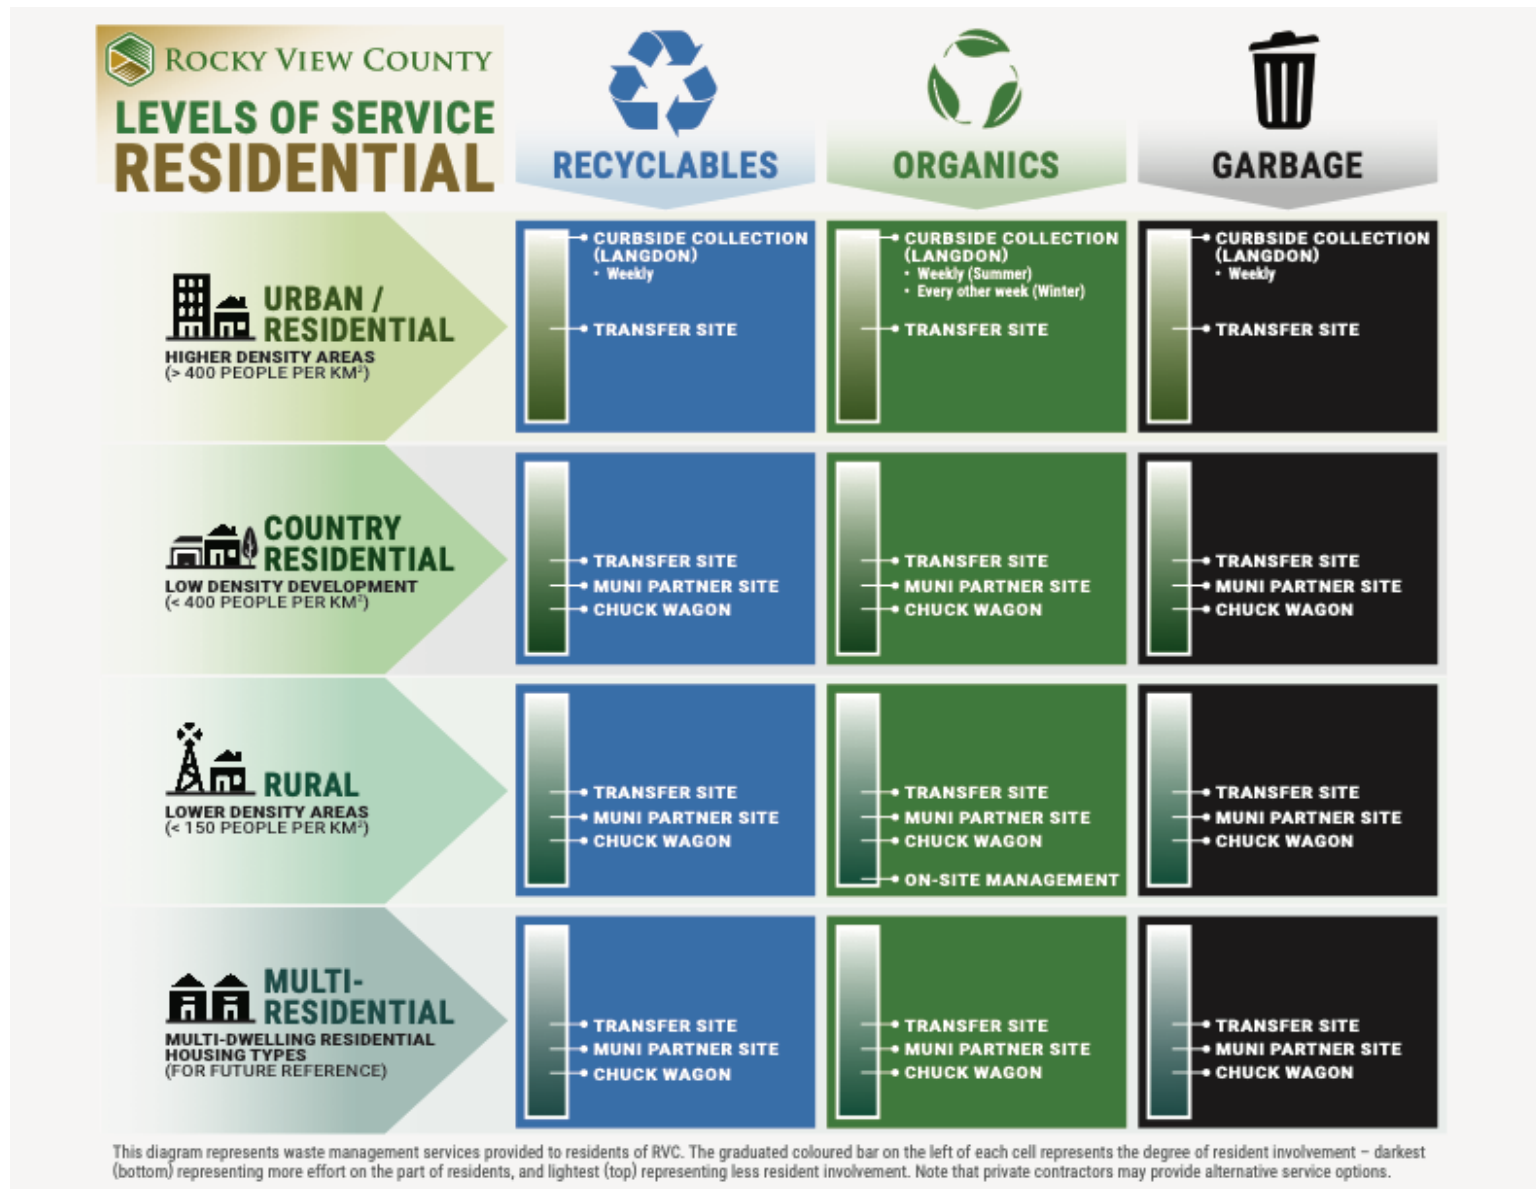 ROCKY VIEW COUNTY
LEVELS OF SERVICE
RESIDENTIAL
RECYCLABLES
ORGANICS
GARBAGE
URBAN /
RESIDENTIAL
HIGHER DENSITY AREAS
(> 400 PEOPLE PER KM²)
CURBSIDE COLLECTION
(LANGDON)
• Weekly
TRANSFER SITE
CURBSIDE COLLECTION
(LANGDON)
• Weekly (Summer)
• Every other week (Winter)
TRANSFER SITE
CURBSIDE COLLECTION
(LANGDON)
• Weekly
TRANSFER SITE
COUNTRY
RESIDENTIAL
LOW DENSITY DEVELOPMENT
(< 400 PEOPLE PER KM²)
TRANSFER SITE
MUNI PARTNER SITE
CHUCK WAGON
TRANSFER SITE
MUNI PARTNER SITE
CHUCK WAGON
TRANSFER SITE
MUNI PARTNER SITE
CHUCK WAGON
RURAL
LOWER DENSITY AREAS
(< 150 PEOPLE PER KM²)
TRANSFER SITE
MUNI PARTNER SITE
CHUCK WAGON
TRANSFER SITE
MUNI PARTNER SITE
CHUCK WAGON
ON-SITE MANAGEMENT
TRANSFER SITE
MUNI PARTNER SITE
CHUCK WAGON
MULTI-
RESIDENTIAL
MULTI-DWELLING RESIDENTIAL
HOUSING TYPES
(FOR FUTURE REFERENCE)
TRANSFER SITE
MUNI PARTNER SITE
CHUCK WAGON
TRANSFER SITE
MUNI PARTNER SITE
CHUCK WAGON
TRANSFER SITE
MUNI PARTNER SITE
CHUCK WAGON
This diagram represents waste management services provided to residents of RVC. The graduated coloured bar on the left of each cell represents the degree of resident involvement – darkest
(bottom) representing more effort on the part of residents, and lightest (top) representing less resident involvement. Note that private contractors may provide alternative service options.